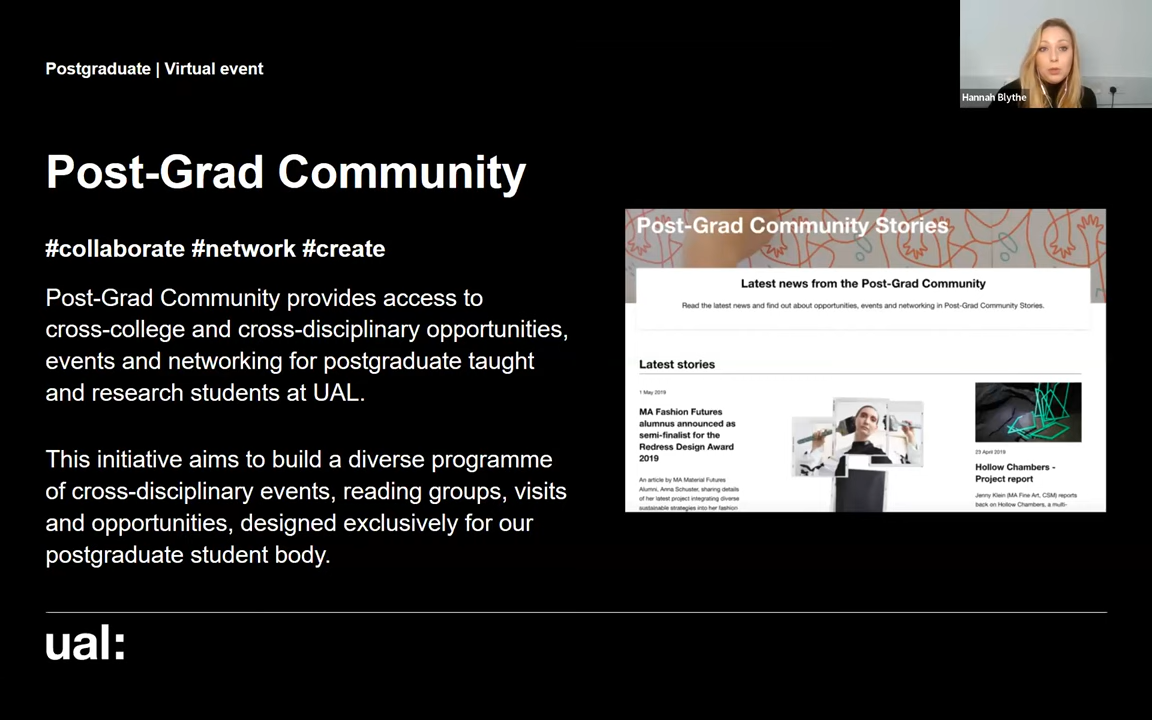 Postgraduate | Virtual event
Hannah Blythe
Post-Grad Community
#collaborate #network #create
Post-Grad Community provides access to
cross-college and cross-disciplinary opportunities,
events and networking for postgraduate taught
and research students at UAL.
This initiative aims to build a diverse programme
of cross-disciplinary events, reading groups, visits
and opportunities, designed exclusively for our
postgraduate student body.
Post-Grad Community Stories
Latest news from the Post-Grad Community
Read the latest news and find out about opportunities, events and networking in Post-Grad Community Stories.
Latest stories
1 May 2019
MA Fashion Futures
alumnus announced as
semi-finalist for the
Redress Design Award
2019
An article by MA Material Futures
Alumni, Anna Schuster, sharing details
of her latest project integrating diverse
sustainable strategies into her fashion
23 April 2019
Hollow Chambers -
Project report
Jenny Klein (MA Fine Art, CSM) reports
back on Hollow Chambers, a multi-
ual: